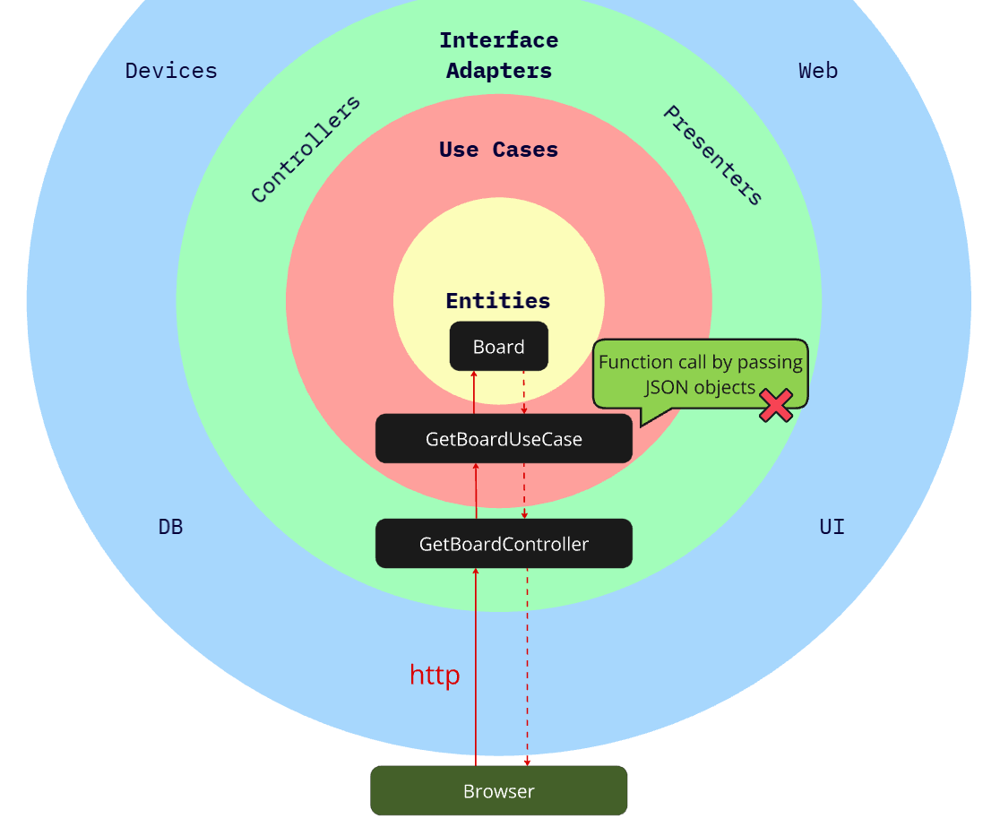 Interface
Adapters
Devices
Web
Controllers
Presenters
Use Cases
Entities
Board
Function call by passing
JSON objects
GetBoardUseCase
DB
UI
GetBoardController
http
Browser